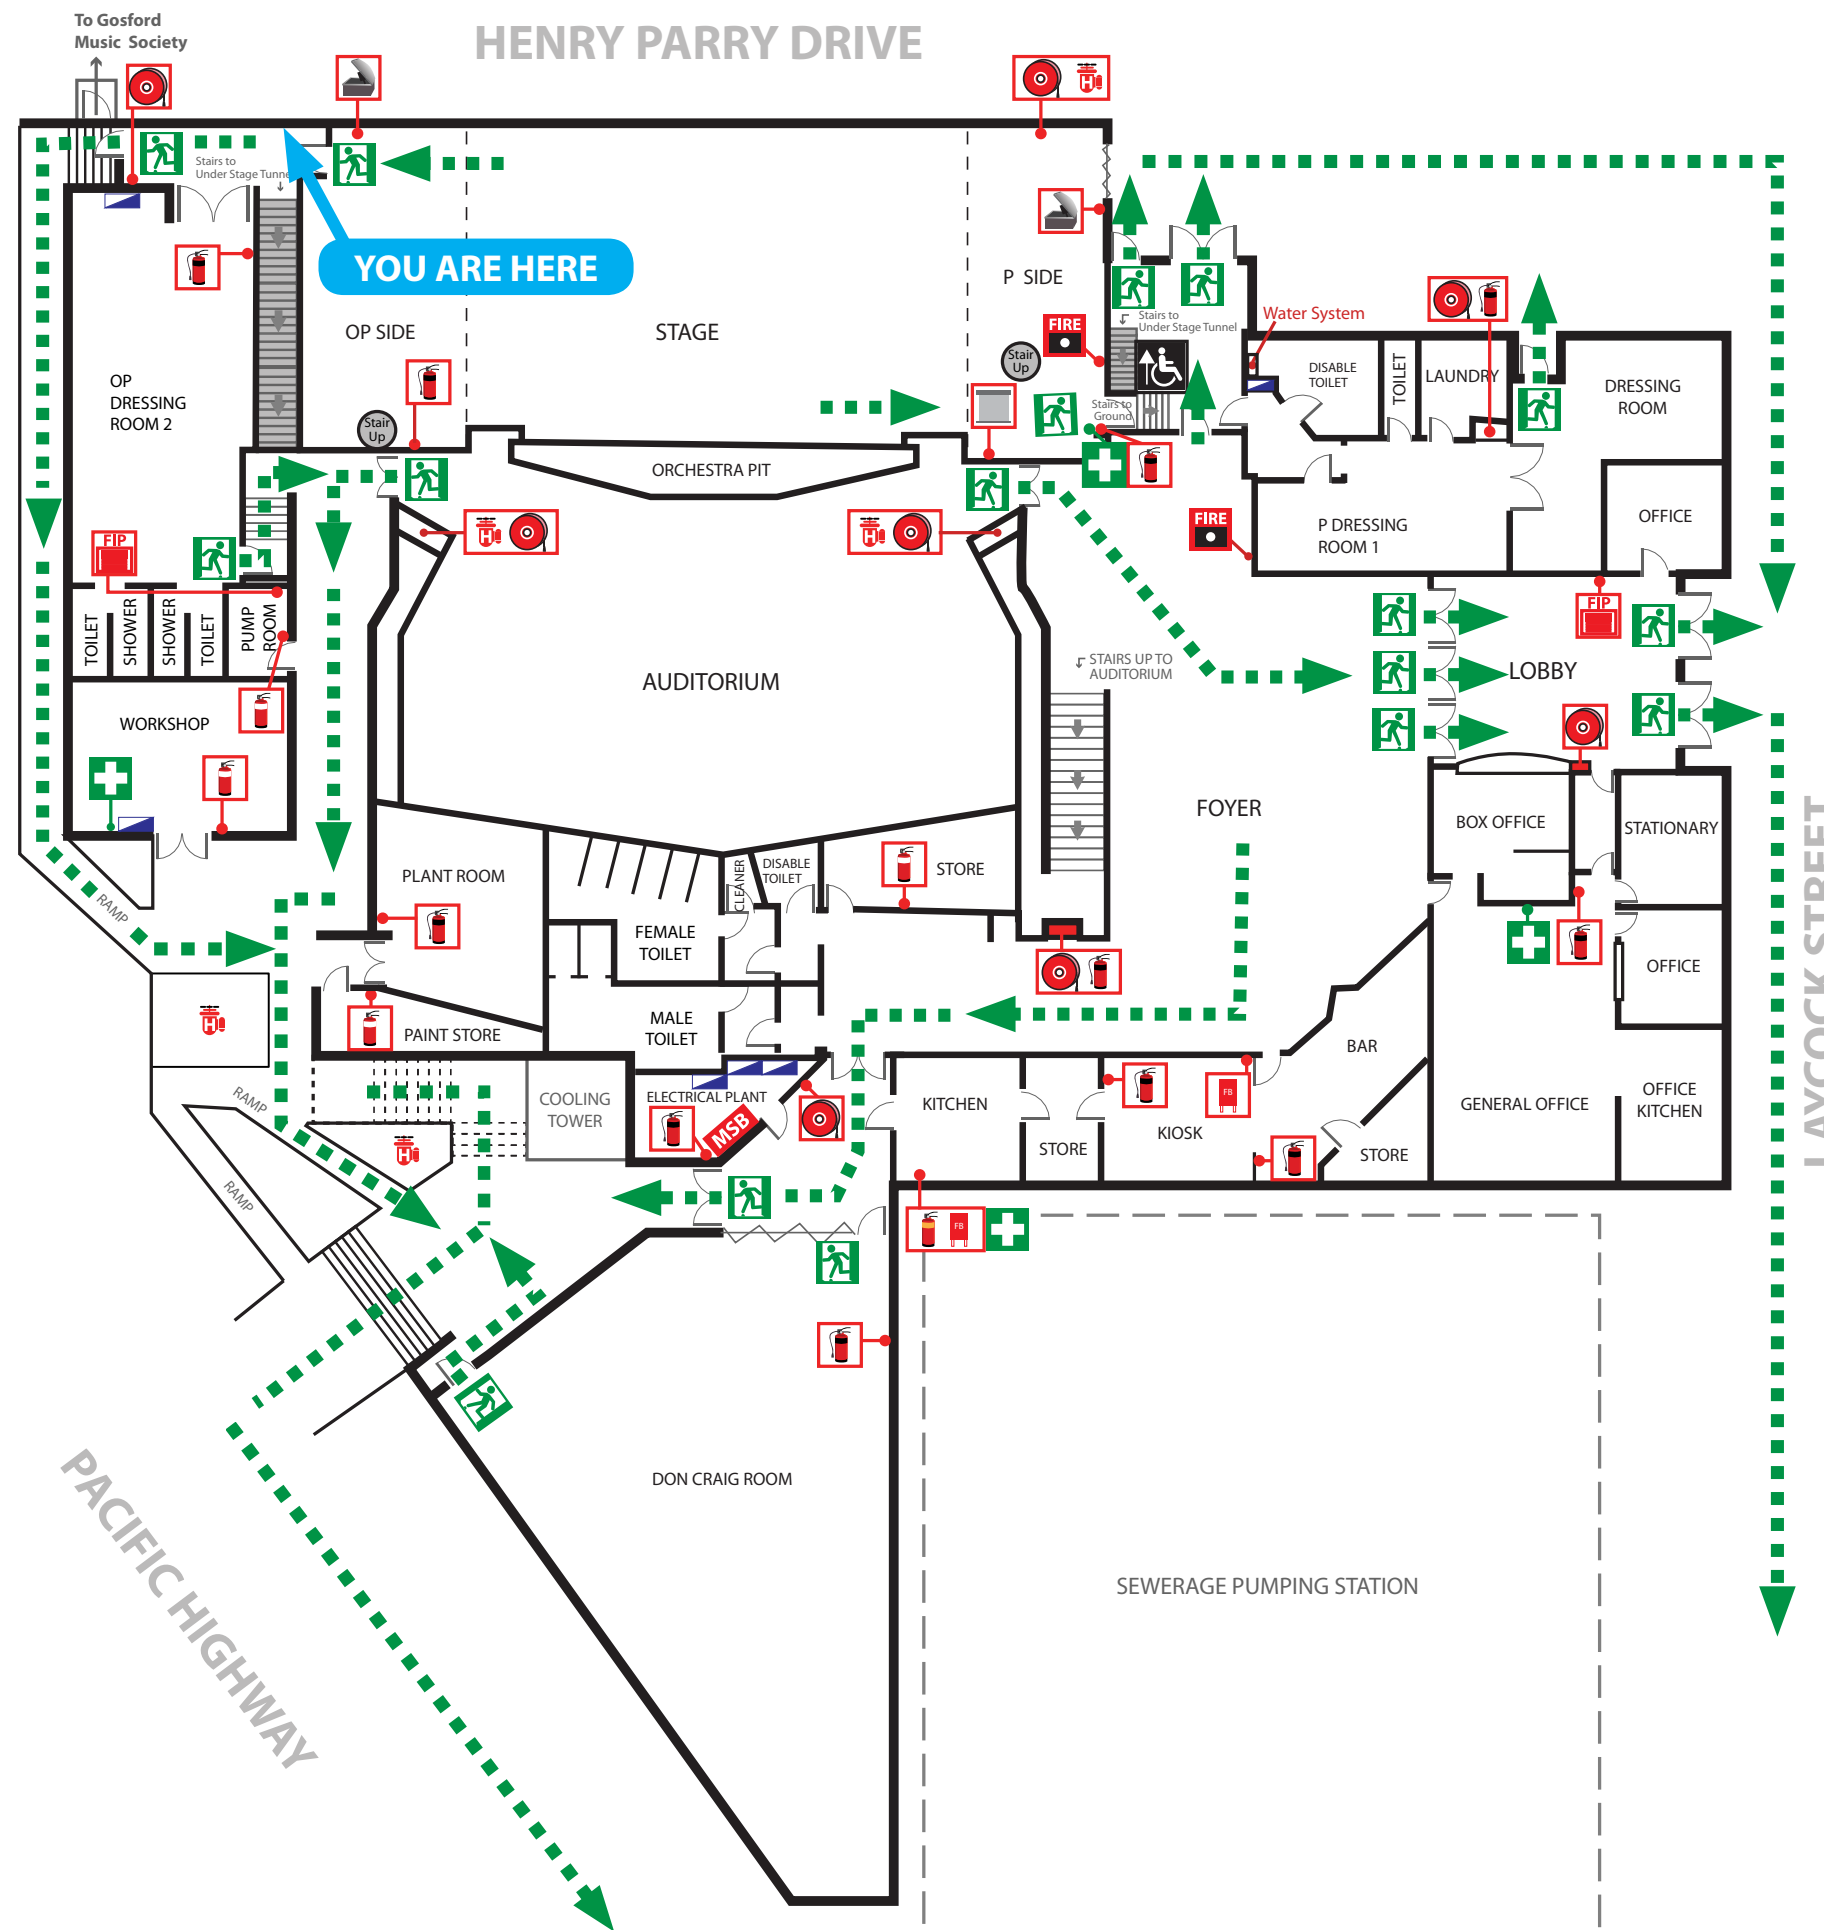 To Gosford
Music Society
HENRY PARRY DRIVE
Stairs to
Under Stage Tunnel
YOU ARE HERE
P SIDE
OP SIDE
STAGE
FIRE
Stair
Up
Stairs to
Under Stage Tunnel
Water System
DISABLE
TOILET
TOILET
LAUNDRY
DRESSING
ROOM
OP
DRESSING
ROOM 2
Stair
Up
Stairs to
Ground
ORCHESTRA PIT
H
H
H
FIRE
P DRESSING
ROOM 1
OFFICE
FIP
TOILET
SHOWER
SHOWER
TOILET
PUMP
ROOM
FIP
AUDITORIUM
STAIRS UP TO
AUDITORIUM
LOBBY
WORKSHOP
FOYER
BOX OFFICE
STATIONARY
LAYCOCK STREET
PLANT ROOM
CLEANER
DISABLE
TOILET
STORE
RAMP
FEMALE
TOILET
OFFICE
H
PAINT STORE
MALE
TOILET
BAR
RAMP
COOLING
TOWER
ELECTRICAL PLANT
MSB
KITCHEN
STORE
KIOSK
FB
STORE
GENERAL OFFICE
OFFICE
KITCHEN
H
RAMP
FB
DON CRAIG ROOM
PACIFIC HIGHWAY
SEWERAGE PUMPING STATION